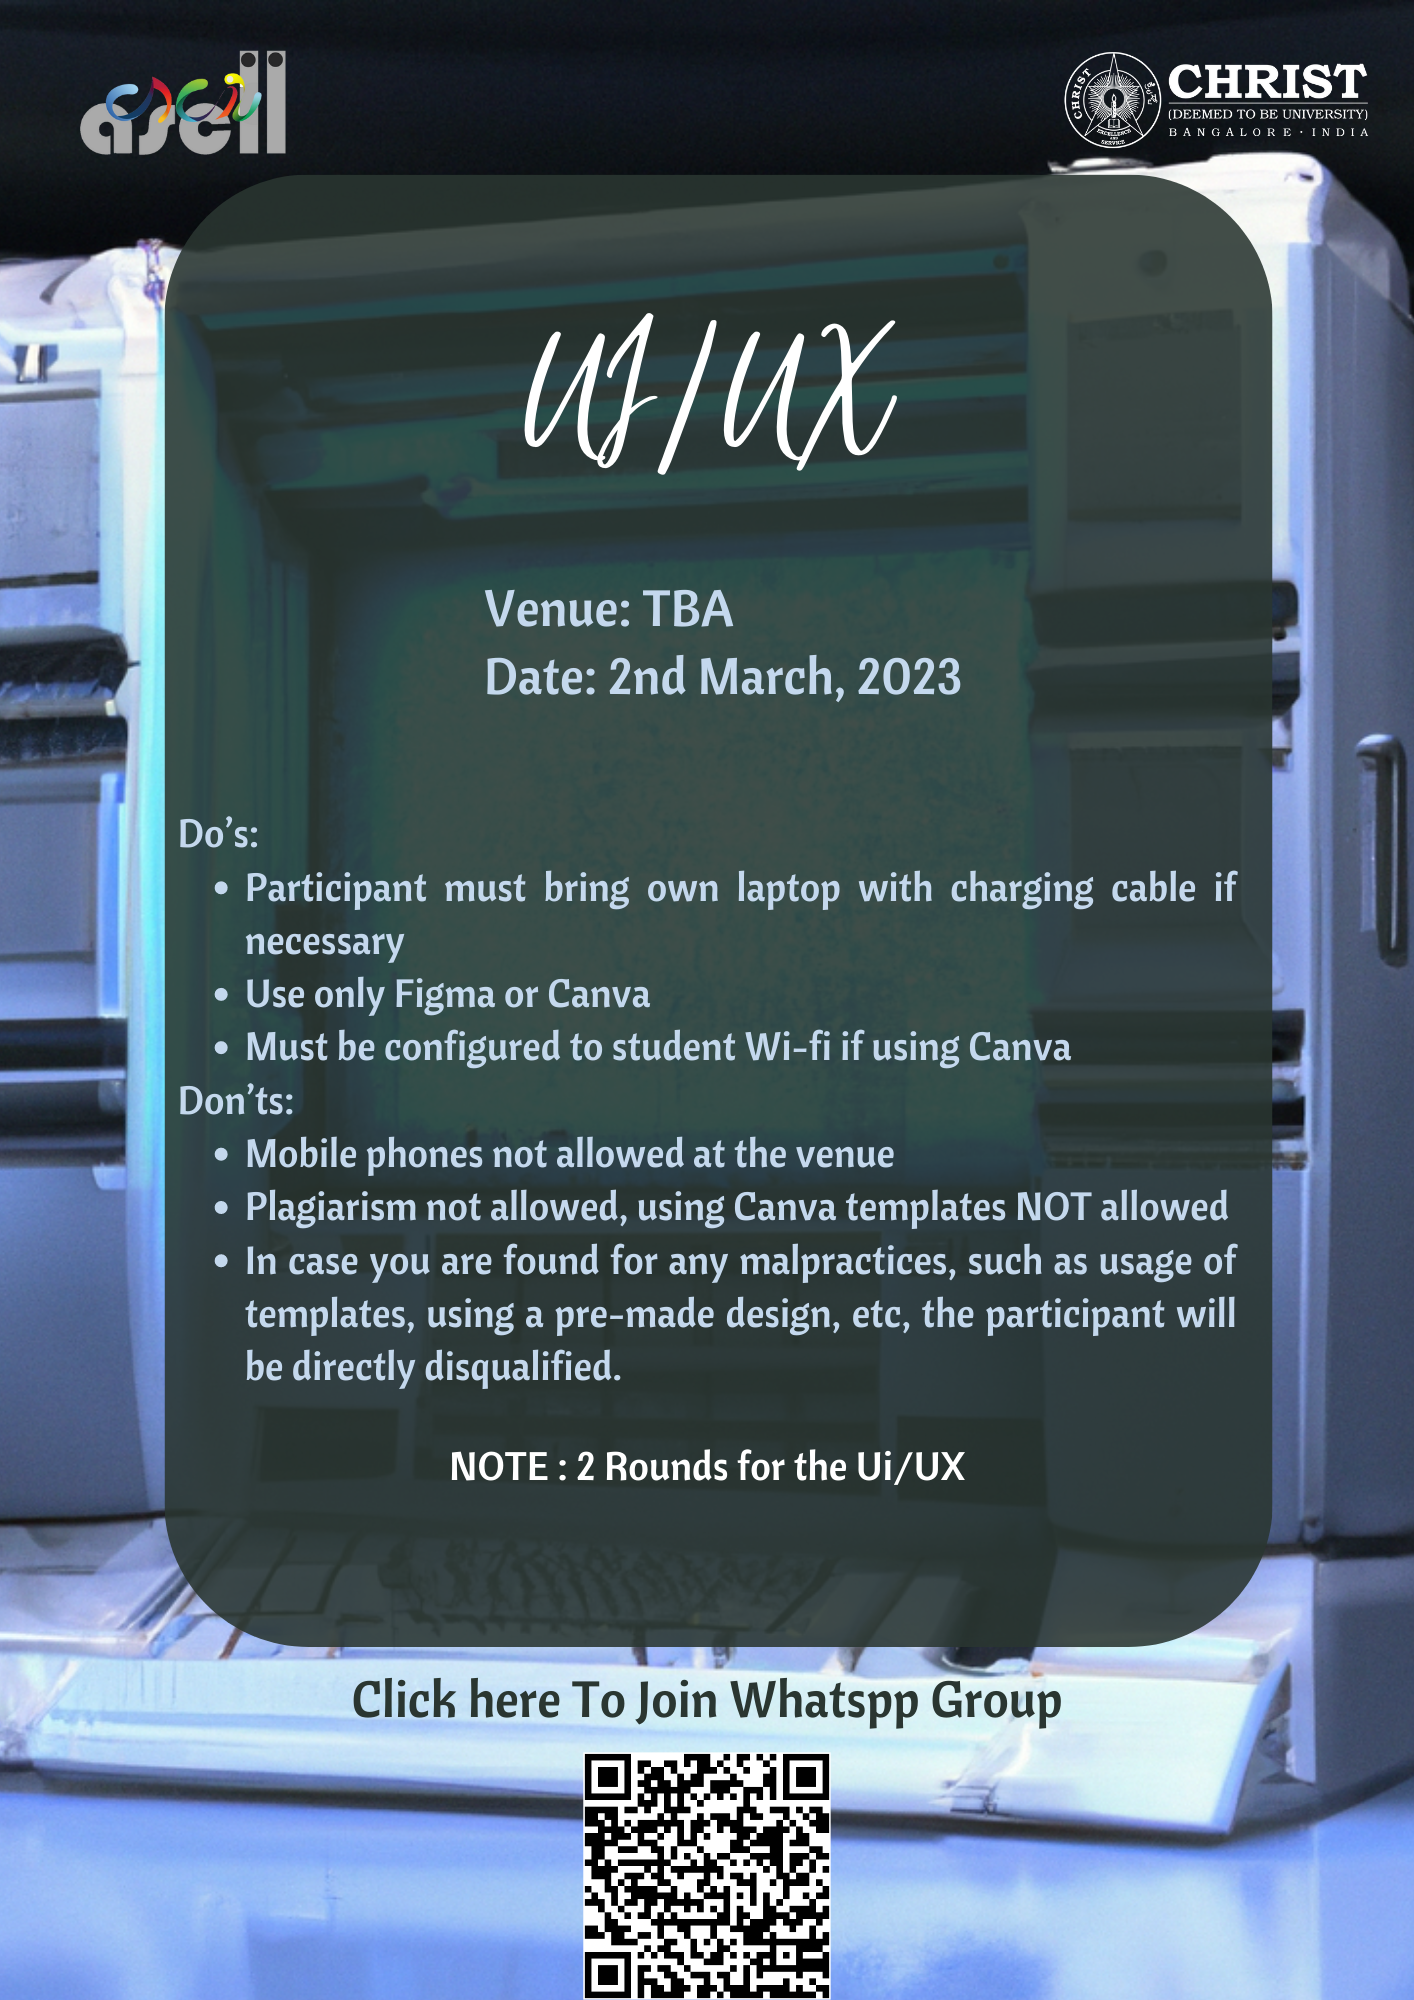 ascii
CHRIST
CHRIST
(DEEMED TO BE UNIVERSITY)
BANGALORE · INDIA
EXCELLENCE
AND
SERVICE
UI/UX
Venue: TBA
Date: 2nd March, 2023
Do’s:
• Participant must bring own laptop with charging cable if
necessary
• Use only Figma or Canva
• Must be configured to student Wi-fi if using Canva
Don’ts:
• Mobile phones not allowed at the venue
• Plagiarism not allowed, using Canva templates NOT allowed
• In case you are found for any malpractices, such as usage of
templates, using a pre-made design, etc, the participant will
be directly disqualified.
NOTE : 2 Rounds for the Ui/UX
Click here To Join Whatspp Group